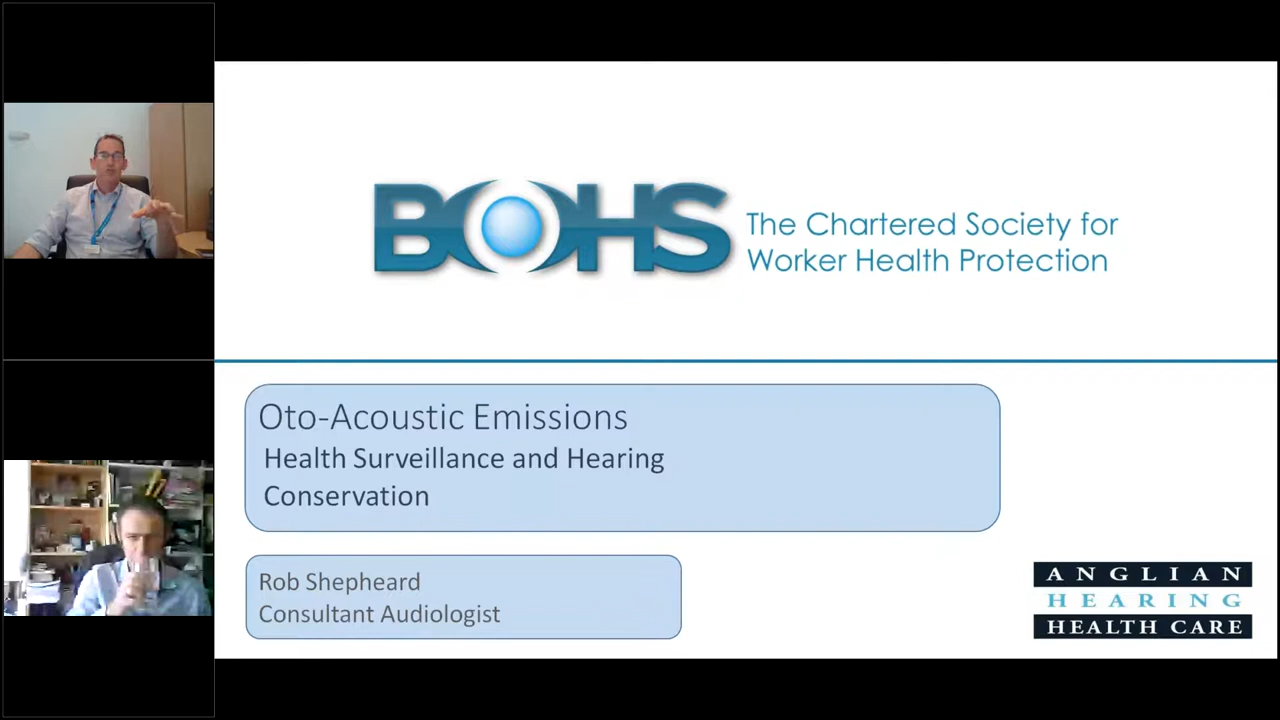 BOHS
The Chartered Society for
Worker Health Protection
Oto-Acoustic Emissions
Health Surveillance and Hearing
Conservation
Rob Shepheard
Consultant Audiologist
ANGLIAN
HEARING
HEALTH CARE